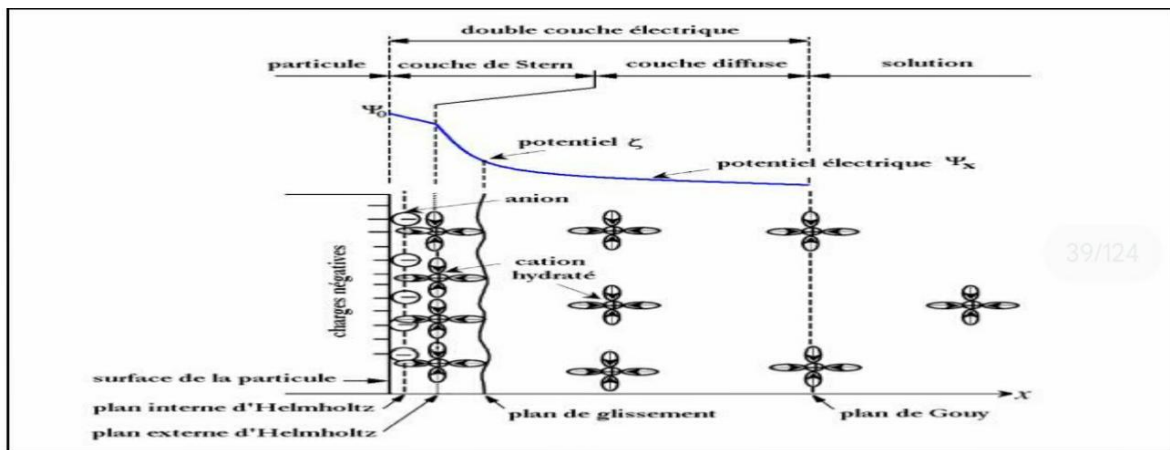 double couche électrique
particule couche de Stern couche diffuse solution
Ψ₀
potentiel ζ
potentiel électrique Ψₓ
anion
cation
hydraté
charges négatives
39/124
surface de la particule
x
plan interne d'Helmholtz plan de glissement plan de Gouy
plan externe d'Helmholtz